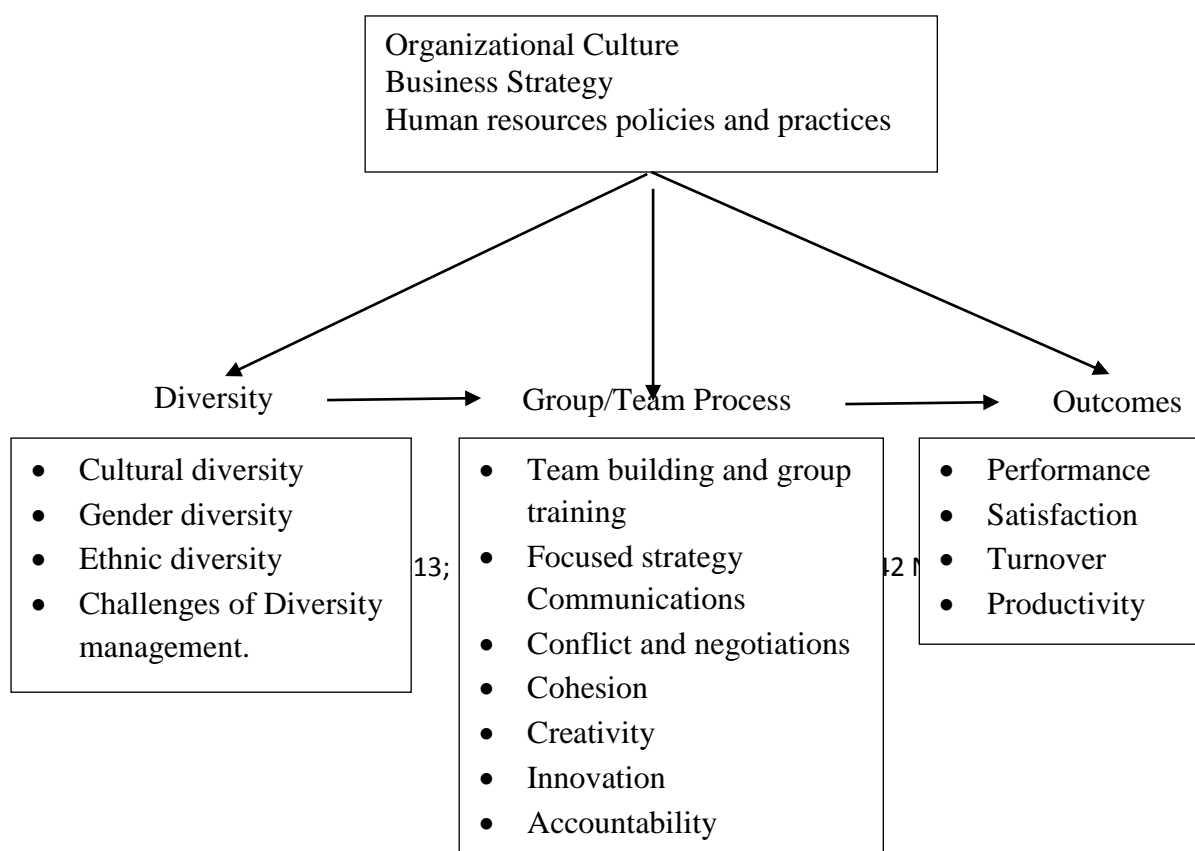 Organizational Culture
Business Strategy
Human resources policies and practices
Diversity
Group/Team Process
Outcomes
• Cultural diversity
• Gender diversity
• Ethnic diversity
• Challenges of Diversity
management.
• Team building and group
training
• Focused strategy
Communications
• Conflict and negotiations
• Cohesion
• Creativity
• Innovation
• Accountability
• Performance
• Satisfaction
• Turnover
• Productivity
13;
42